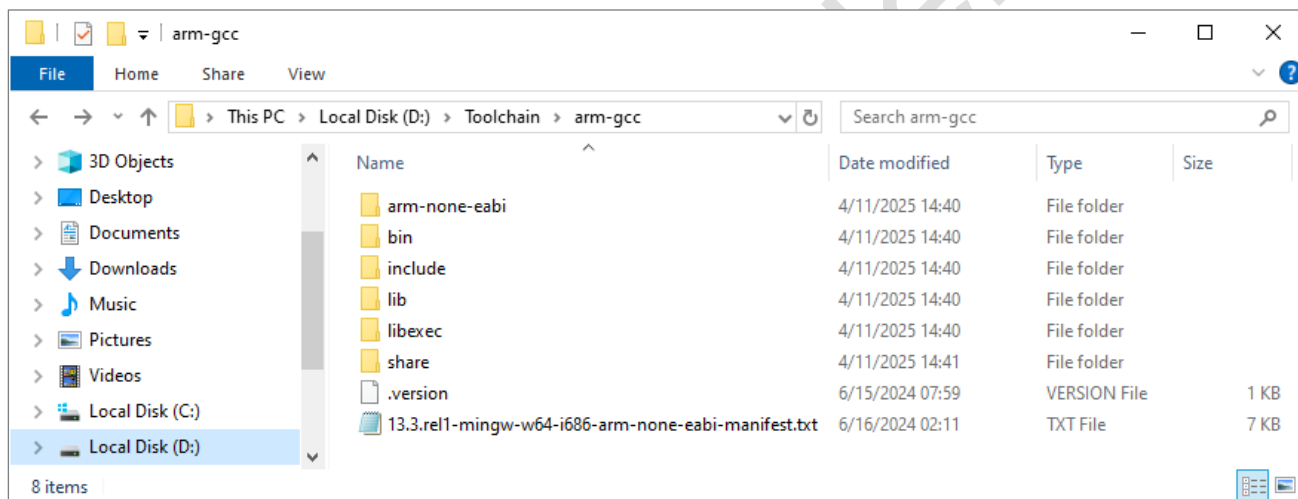 arm-gcc
File Home Share View
This PC > Local Disk (D:) > Toolchain > arm-gcc
Search arm-gcc
3D Objects
Desktop
Documents
Downloads
Music
Pictures
Videos
Local Disk (C:)
Local Disk (D:)
Name Date modified Type Size
arm-none-eabi 4/11/2025 14:40 File folder
bin 4/11/2025 14:40 File folder
include 4/11/2025 14:40 File folder
lib 4/11/2025 14:40 File folder
libexec 4/11/2025 14:40 File folder
share 4/11/2025 14:41 File folder
.version 6/15/2024 07:59 VERSION File 1 KB
13.3.rel1-mingw-w64-i686-arm-none-eabi-manifest.txt 6/16/2024 02:11 TXT File 7 KB
8 items